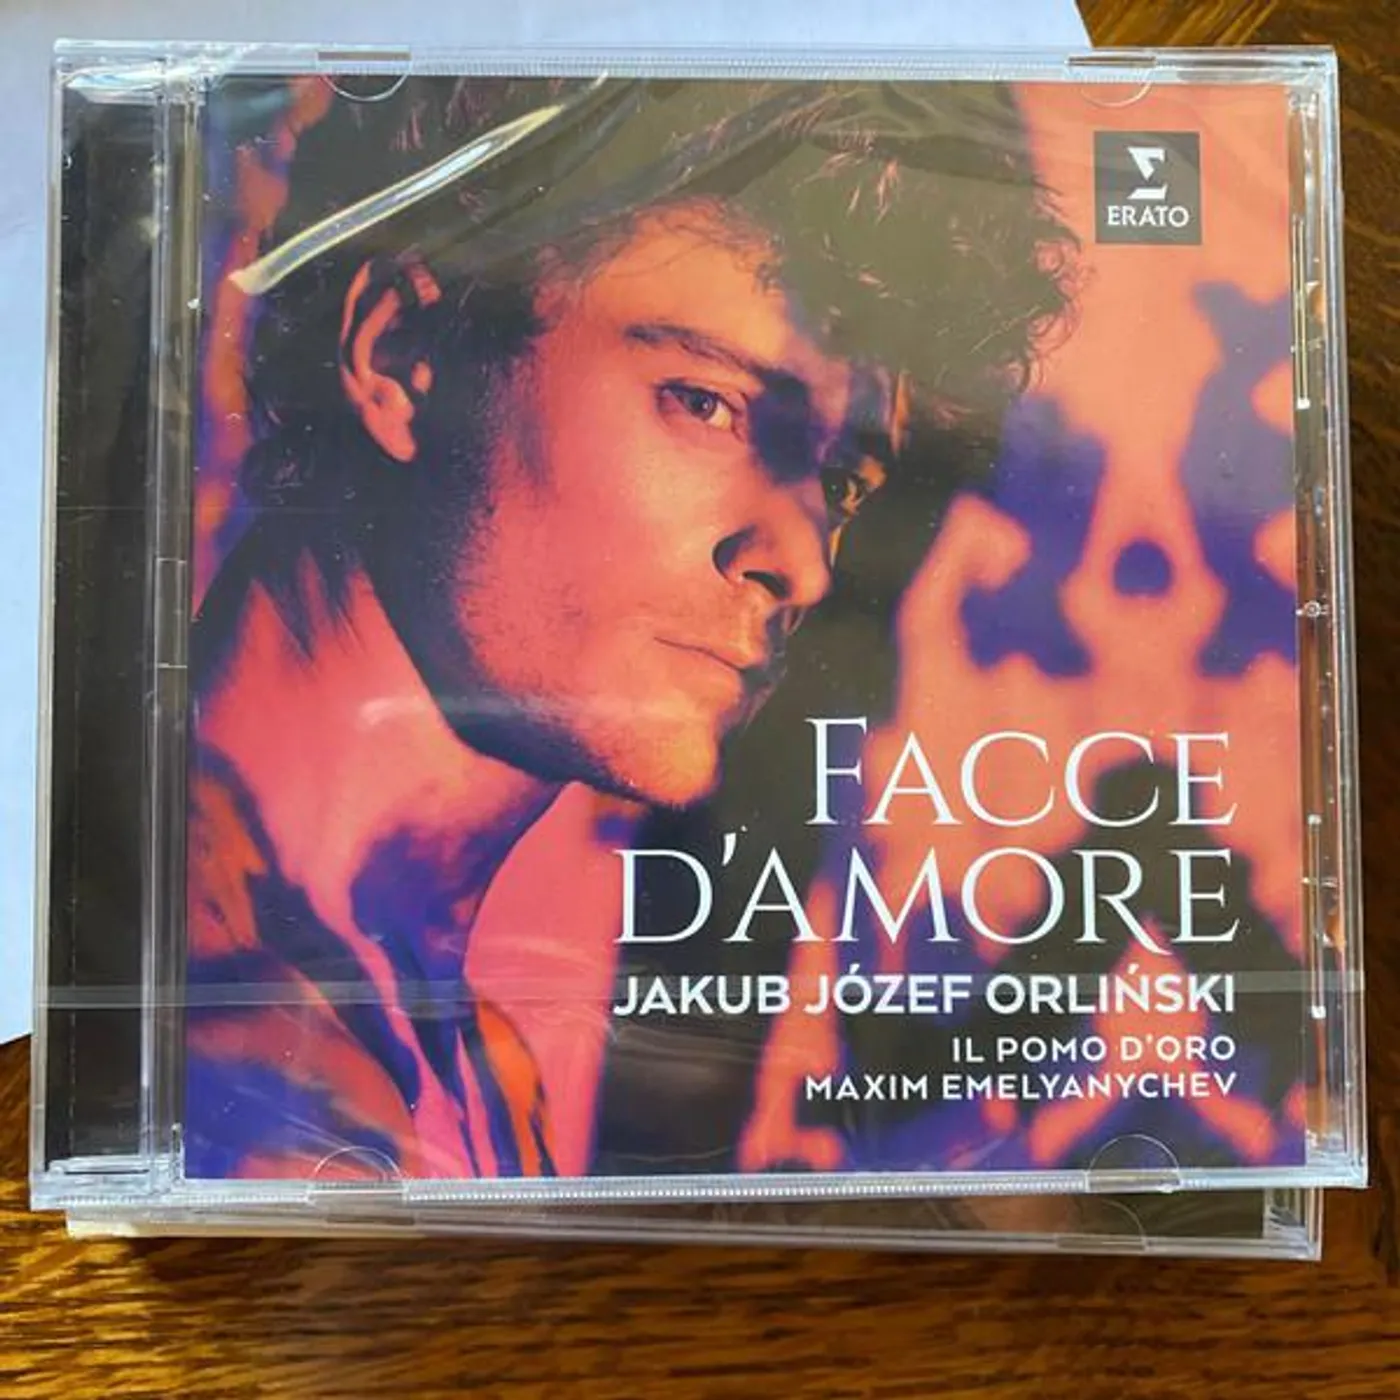 ERATO
FACCE
D'AMORE
JAKUB JÓZEF ORLIŃSKI
IL POMO D'ORO
MAXIM EMELYANYCHEV